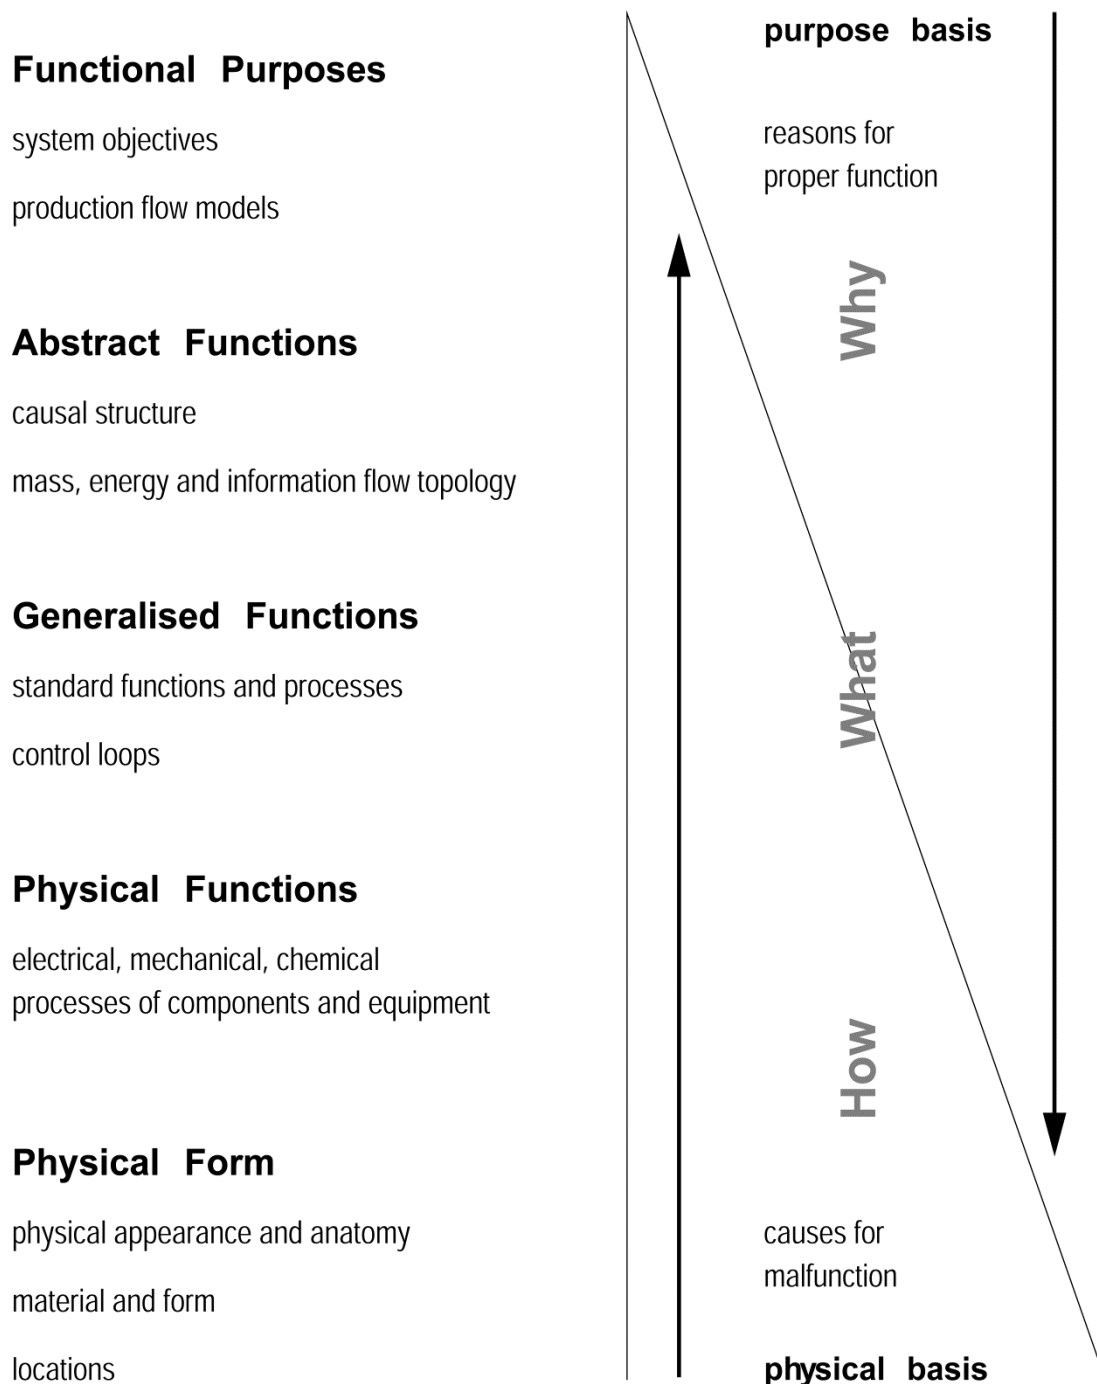 Functional Purposes
system objectives
production flow models
Abstract Functions
causal structure
mass, energy and information flow topology
Generalised Functions
standard functions and processes
control loops
Physical Functions
electrical, mechanical, chemical
processes of components and equipment
Physical Form
physical appearance and anatomy
material and form
locations
purpose basis
reasons for
proper function
Why
What
How
causes for
malfunction
physical basis